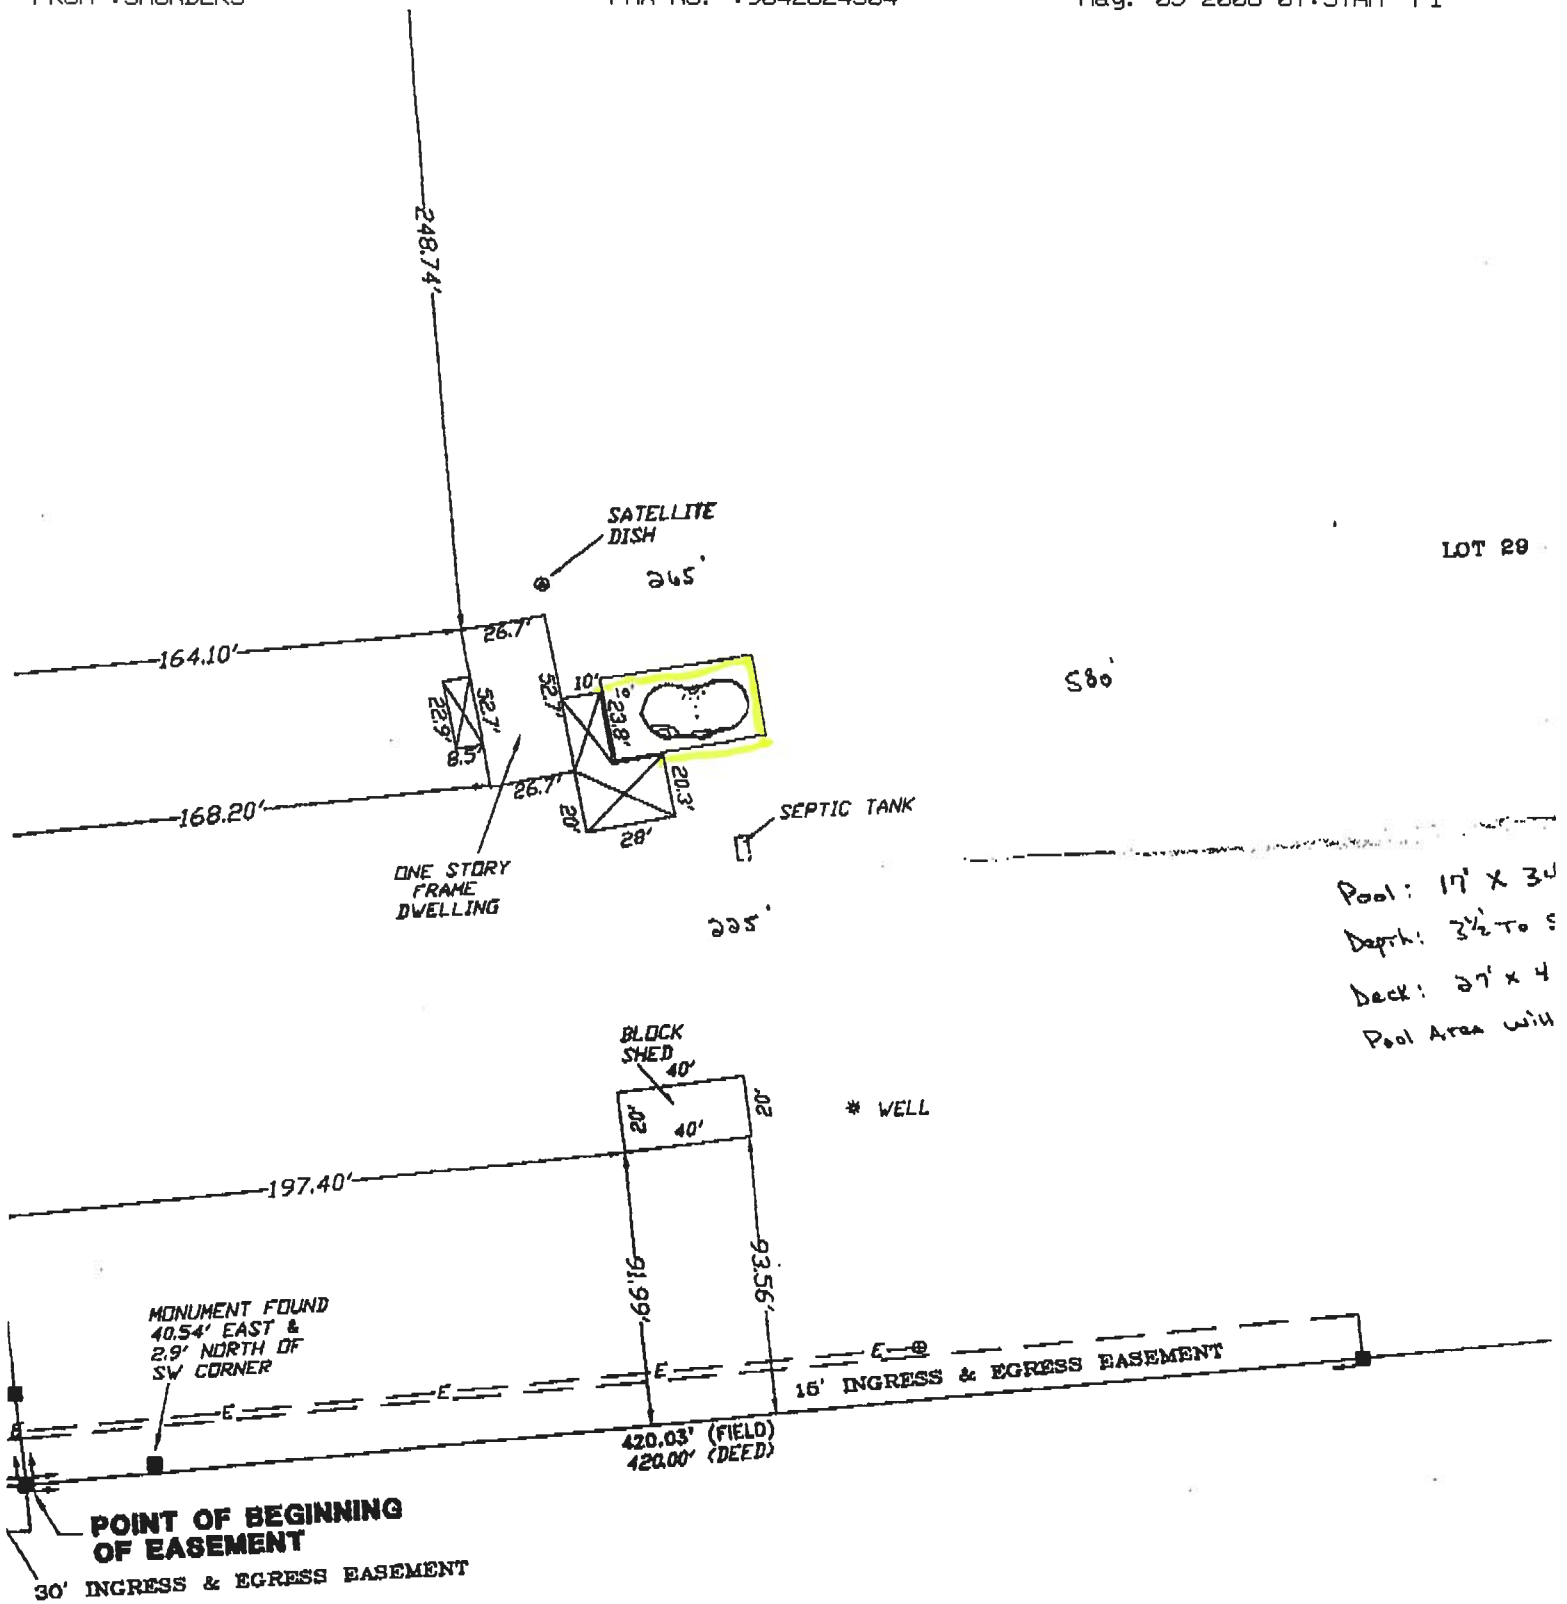 248.74'
SATELLITE
DISH
265'
LOT 29
580'
164.10'
26.7'
10'
10'
52.7'
23.8'
52.7'
22.9'
8.5'
26.7'
168.20'
20'
28'
20.3'
SEPTIC TANK
ONE STORY
FRAME
DWELLING
225'
Pool: 17' X
Depth: 3½' To
Deck: 27' x 4
Pool Area will
BLOCK
SHED
40'
20'
20'
40'
* WELL
197.40'
91.99'
93.56'
MONUMENT FOUND
40.54' EAST &
2.9' NORTH OF
SW CORNER
E
E
E
E
E
15' INGRESS & EGRESS EASEMENT
420.03' (FIELD)
420.00' (DEED)
POINT OF BEGINNING
OF EASEMENT
30' INGRESS & EGRESS EASEMENT